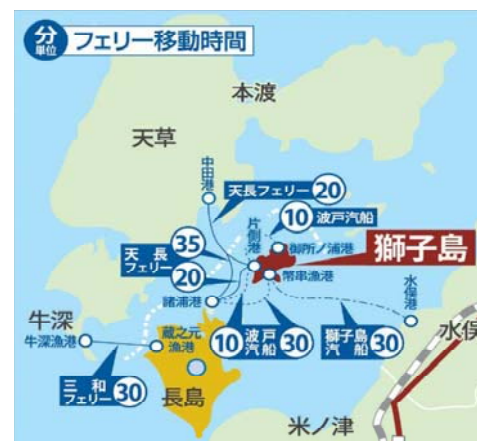 分単位 フェリー移動時間
本渡
天草
中田港
天長フェリー 20
片側港
10 波戸汽船
御所ノ浦港
獅子島
天長フェリー
35
20
幣串漁港
諸浦港
水俣港
水俣
牛深
牛深漁港
蔵之元漁港
10 波戸汽船 30
獅子島汽船 30
三和フェリー 30
長島
米ノ津